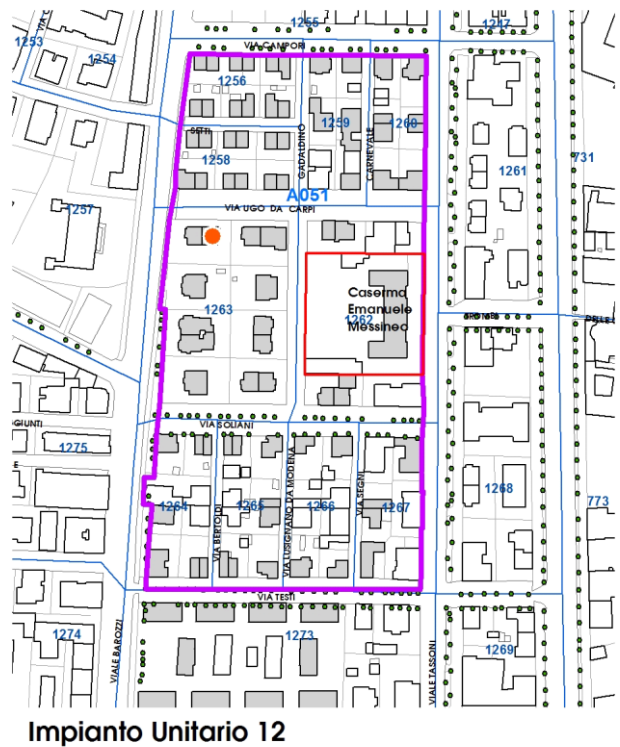 1255
1247
VIA CAMPORI
1253
1254
1256
1259
1260
SETTI
GADALDINO
CARNEVALE
1258
1261
731
A051
1257
VIA UGO DA CARPI
Caserma
1263
Emanuele
1262
Messineo
VIA SOLIANI
GIUNTI
1275
E
VIA LUSIGNANO DA MODENA
VIA SEGNI
1264
1265
1266
1267
1268
773
VIA BERTOLDI
VIA TESTI
1274
1273
1269
VIALE BAROZZI
VIALE TASSONI
Impianto Unitario 12